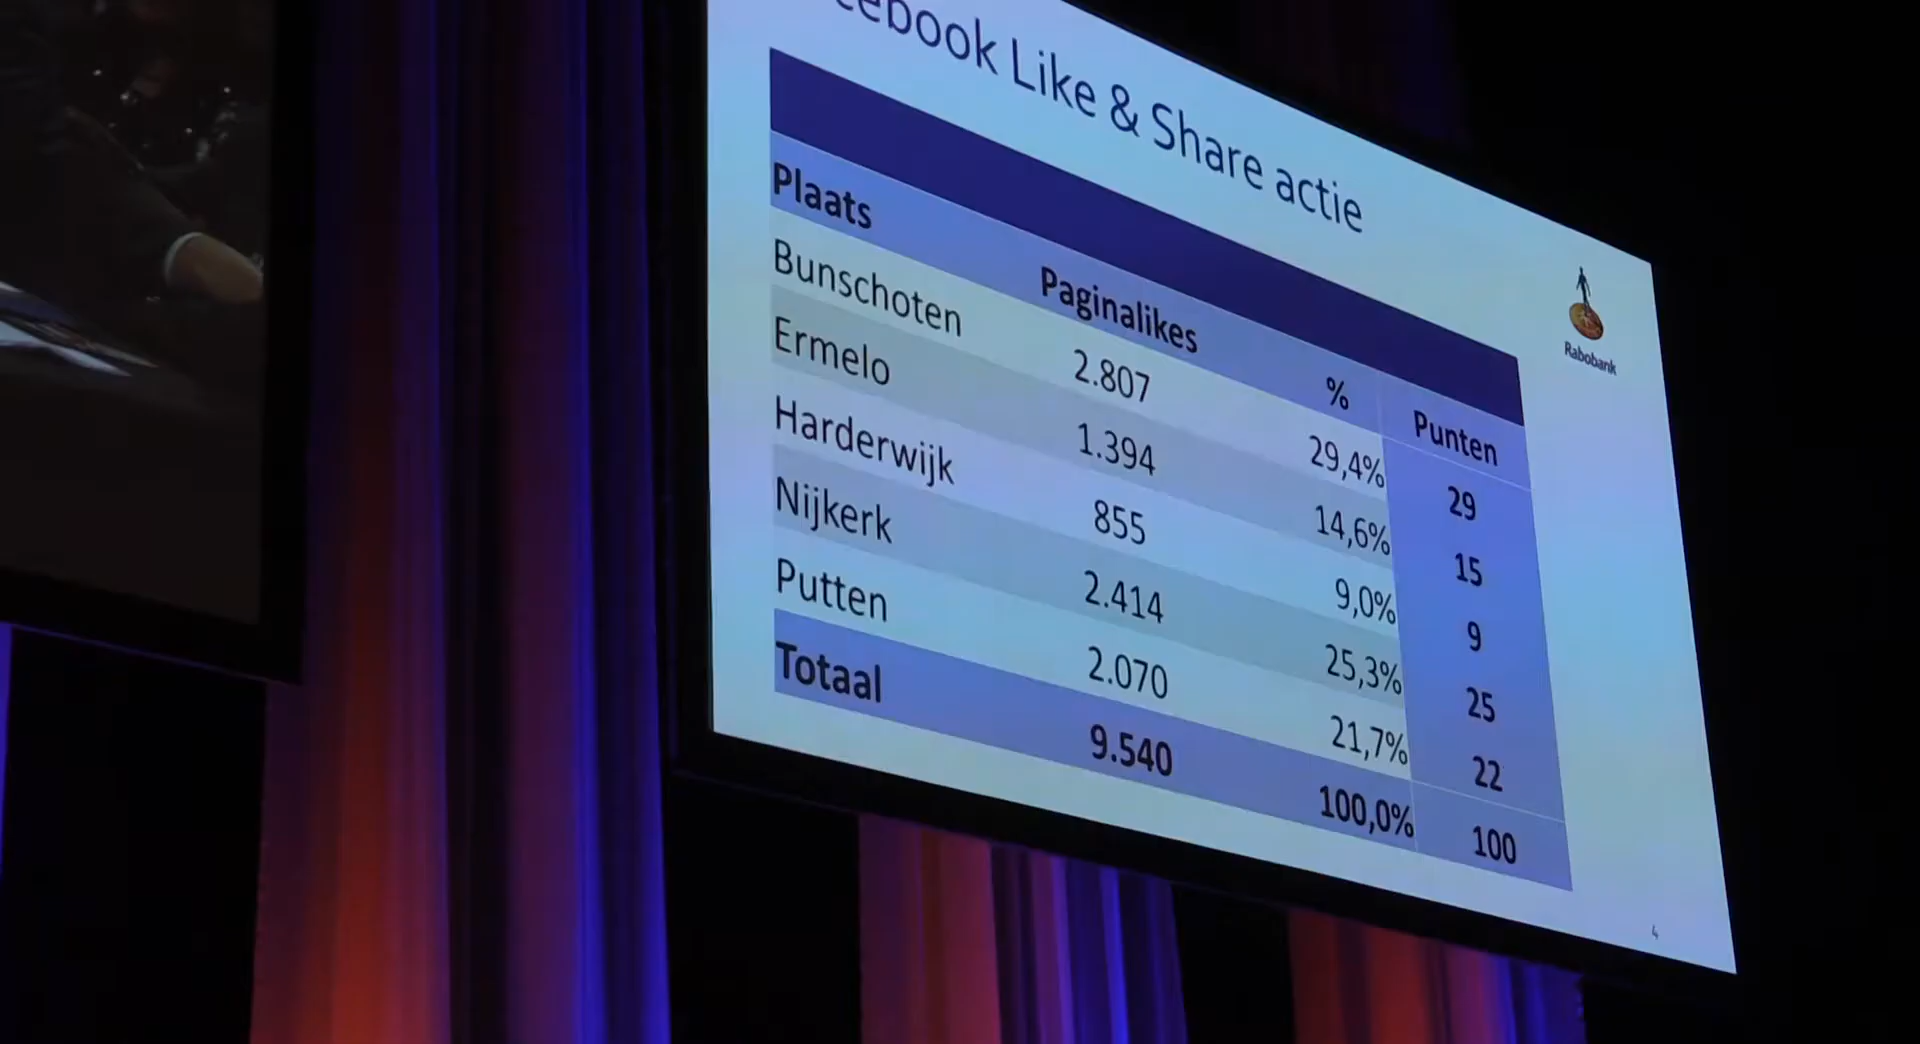 cebook Like & Share actie
Rabobank
Plaats Paginalikes % Punten
Bunschoten 2.807 29,4% 29
Ermelo 1.394 14,6% 15
Harderwijk 855 9,0% 9
Nijkerk 2.414 25,3% 25
Putten 2.070 21,7% 22
Totaal 9.540 100,0% 100
4